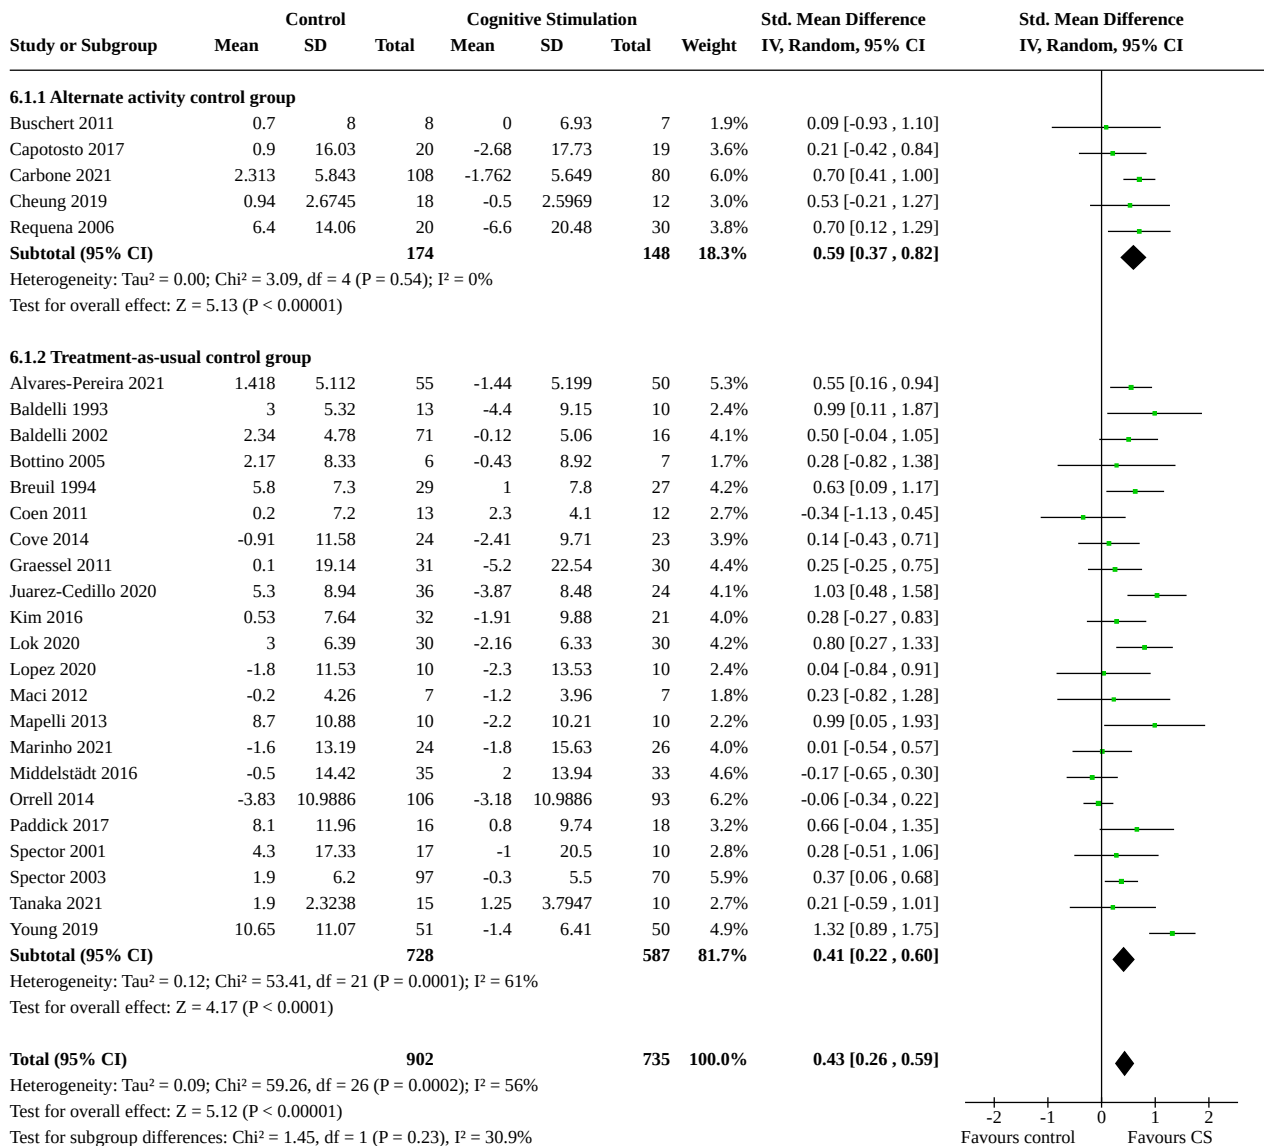 Control Cognitive Stimulation Std. Mean Difference Std. Mean Difference
Study or Subgroup Mean SD Total Mean SD Total Weight IV, Random, 95% CI IV, Random, 95% CI
6.1.1 Alternate activity control group
Buschert 2011 0.7 8 8 0 6.93 7 1.9% 0.09 [-0.93 , 1.10]
Capotosto 2017 0.9 16.03 20 -2.68 17.73 19 3.6% 0.21 [-0.42 , 0.84]
Carbone 2021 2.313 5.843 108 -1.762 5.649 80 6.0% 0.70 [0.41 , 1.00]
Cheung 2019 0.94 2.6745 18 -0.5 2.5969 12 3.0% 0.53 [-0.21 , 1.27]
Requena 2006 6.4 14.06 20 -6.6 20.48 30 3.8% 0.70 [0.12 , 1.29]
Subtotal (95% CI) 174 148 18.3% 0.59 [0.37 , 0.82]
Heterogeneity: Tau² = 0.00; Chi² = 3.09, df = 4 (P = 0.54); I² = 0%
Test for overall effect: Z = 5.13 (P < 0.00001)
6.1.2 Treatment-as-usual control group
Alvares-Pereira 2021 1.418 5.112 55 -1.44 5.199 50 5.3% 0.55 [0.16 , 0.94]
Baldelli 1993 3 5.32 13 -4.4 9.15 10 2.4% 0.99 [0.11 , 1.87]
Baldelli 2002 2.34 4.78 71 -0.12 5.06 16 4.1% 0.50 [-0.04 , 1.05]
Bottino 2005 2.17 8.33 6 -0.43 8.92 7 1.7% 0.28 [-0.82 , 1.38]
Breuil 1994 5.8 7.3 29 1 7.8 27 4.2% 0.63 [0.09 , 1.17]
Coen 2011 0.2 7.2 13 2.3 4.1 12 2.7% -0.34 [-1.13 , 0.45]
Cove 2014 -0.91 11.58 24 -2.41 9.71 23 3.9% 0.14 [-0.43 , 0.71]
Graessel 2011 0.1 19.14 31 -5.2 22.54 30 4.4% 0.25 [-0.25 , 0.75]
Juarez-Cedillo 2020 5.3 8.94 36 -3.87 8.48 24 4.1% 1.03 [0.48 , 1.58]
Kim 2016 0.53 7.64 32 -1.91 9.88 21 4.0% 0.28 [-0.27 , 0.83]
Lok 2020 3 6.39 30 -2.16 6.33 30 4.2% 0.80 [0.27 , 1.33]
Lopez 2020 -1.8 11.53 10 -2.3 13.53 10 2.4% 0.04 [-0.84 , 0.91]
Maci 2012 -0.2 4.26 7 -1.2 3.96 7 1.8% 0.23 [-0.82 , 1.28]
Mapelli 2013 8.7 10.88 10 -2.2 10.21 10 2.2% 0.99 [0.05 , 1.93]
Marinho 2021 -1.6 13.19 24 -1.8 15.63 26 4.0% 0.01 [-0.54 , 0.57]
Middelstädt 2016 -0.5 14.42 35 2 13.94 33 4.6% -0.17 [-0.65 , 0.30]
Orrell 2014 -3.83 10.9886 106 -3.18 10.9886 93 6.2% -0.06 [-0.34 , 0.22]
Paddick 2017 8.1 11.96 16 0.8 9.74 18 3.2% 0.66 [-0.04 , 1.35]
Spector 2001 4.3 17.33 17 -1 20.5 10 2.8% 0.28 [-0.51 , 1.06]
Spector 2003 1.9 6.2 97 -0.3 5.5 70 5.9% 0.37 [0.06 , 0.68]
Tanaka 2021 1.9 2.3238 15 1.25 3.7947 10 2.7% 0.21 [-0.59 , 1.01]
Young 2019 10.65 11.07 51 -1.4 6.41 50 4.9% 1.32 [0.89 , 1.75]
Subtotal (95% CI) 728 587 81.7% 0.41 [0.22 , 0.60]
Heterogeneity: Tau² = 0.12; Chi² = 53.41, df = 21 (P = 0.0001); I² = 61%
Test for overall effect: Z = 4.17 (P < 0.0001)
Total (95% CI) 902 735 100.0% 0.43 [0.26 , 0.59]
Heterogeneity: Tau² = 0.09; Chi² = 59.26, df = 26 (P = 0.0002); I² = 56%
Test for overall effect: Z = 5.12 (P < 0.00001) -2 -1 0 1 2
Test for subgroup differences: Chi² = 1.45, df = 1 (P = 0.23), I² = 30.9% Favours control Favours CS